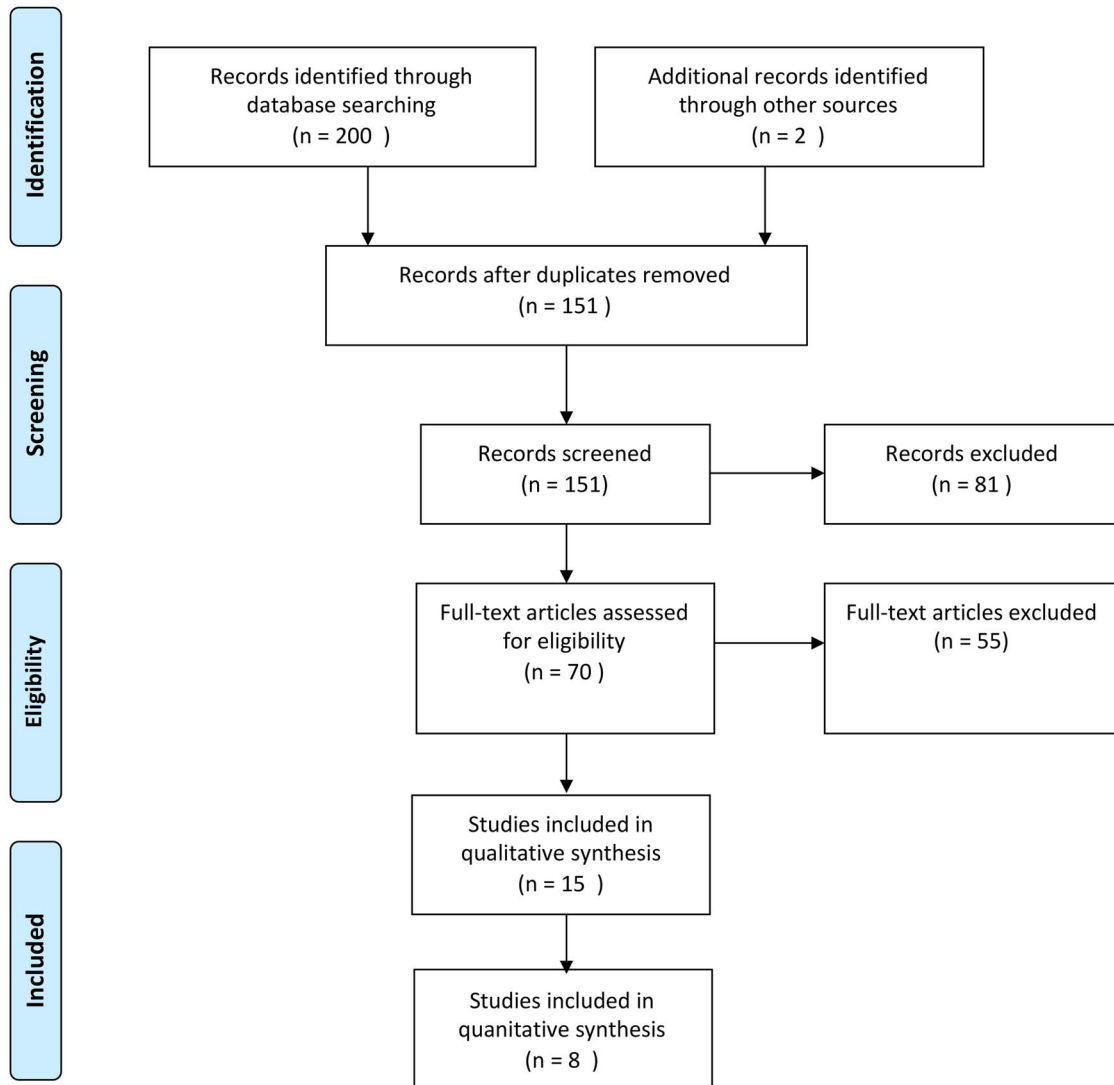 Identification
Records identified through
database searching
(n = 200  )
Additional records identified
through other sources
(n = 2  )
Records after duplicates removed
(n = 151 )
Screening
Records screened
(n = 151)
Records excluded
(n = 81 )
Eligibility
Full-text articles assessed
for eligibility
(n = 70 )
Full-text articles excluded
(n = 55)
Studies included in
qualitative synthesis
(n = 15  )
Included
Studies included in
quanitative synthesis
(n = 8  )